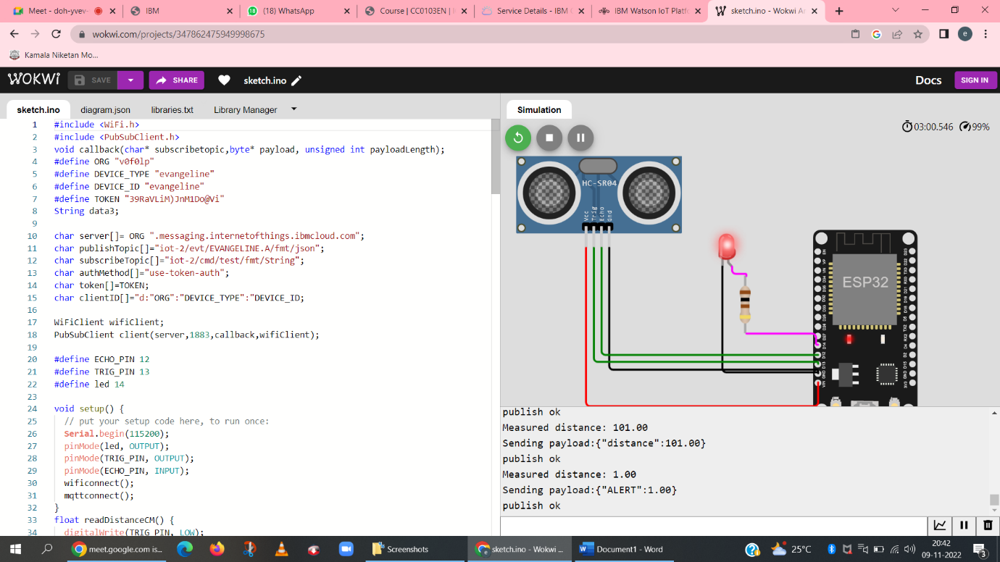 Meet - doh-yvev-
IBM
(18) WhatsApp
Course | CC0103EN |
Service Details - IBM
IBM Watson IoT Platf
sketch.ino - Wokwi Ar
wokwi.com/projects/347862475949998675
e
Kamala Niketan Mo...
WOKWi
SAVE
SHARE
sketch.ino
Docs
SIGN IN
sketch.ino
diagram.json
libraries.txt
Library Manager
Simulation
03:00.546
99%
1 #include <WiFi.h>
2 #include <PubSubClient.h>
3 void callback(char* subscribetopic,byte* payload, unsigned int payloadLength);
4 #define ORG "v0f0lp"
5 #define DEVICE_TYPE "evangeline"
6 #define DEVICE_ID "evangeline"
7 #define TOKEN "39RaVLiM)JnM1Do@Vi"
8 String data3;
9
10 char server[]= ORG ".messaging.internetofthings.ibmcloud.com";
11 char publishTopic[]="iot-2/evt/EVANGELINE.A/fmt/json";
12 char subscribeTopic[]="iot-2/cmd/test/fmt/String";
13 char authMethod[]="use-token-auth";
14 char token[]=TOKEN;
15 char clientID[]="d:"ORG":"DEVICE_TYPE":"DEVICE_ID;
16
17 WiFiClient wifiClient;
18 PubSubClient client(server,1883,callback,wifiClient);
19
20 #define ECHO_PIN 12
21 #define TRIG_PIN 13
22 #define led 14
23
24 void setup() {
25 // put your setup code here, to run once:
26 Serial.begin(115200);
27 pinMode(led, OUTPUT);
28 pinMode(TRIG_PIN, OUTPUT);
29 pinMode(ECHO_PIN, INPUT);
30 wificonnect();
31 mqttconnect();
32 }
33 float readDistanceCM() {
34 digitalWrite(TRIG_PIN, LOW);
HC-SR04
Vcc
Trig
Echo
Gnd
ESP32
publish ok
Measured distance: 101.00
Sending payload:{"distance":101.00}
publish ok
Measured distance: 1.00
Sending payload:{"ALERT":1.00}
publish ok
meet.google.com is...
Screenshots
sketch.ino - Wokwi ...
Document1 - Word
25°C
20:42
09-11-2022
3